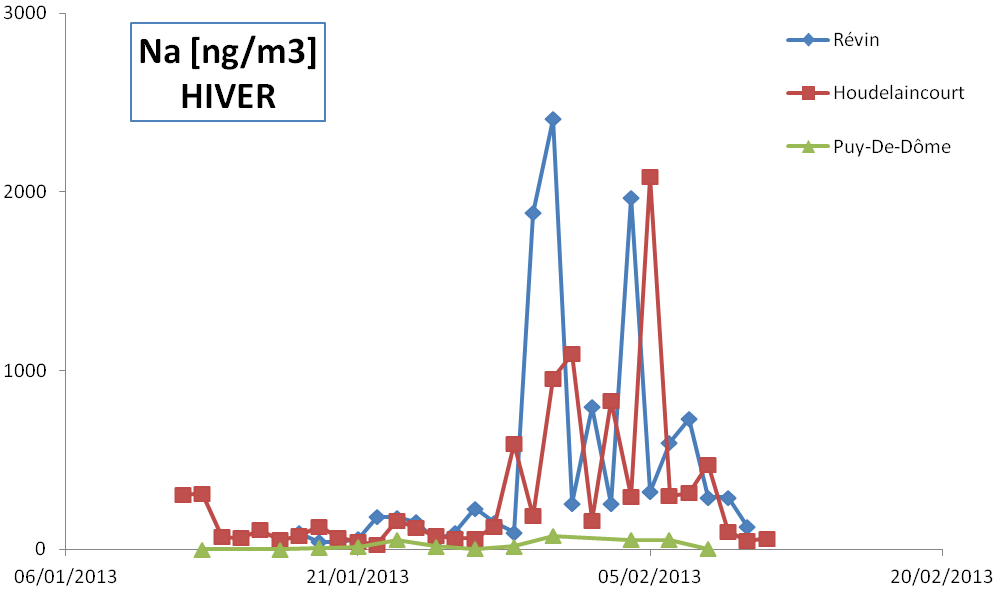 Na [ng/m3]
HIVER
Révin
Houdelaincourt
Puy-De-Dôme
3000
2000
1000
0
06/01/2013
21/01/2013
05/02/2013
20/02/2013